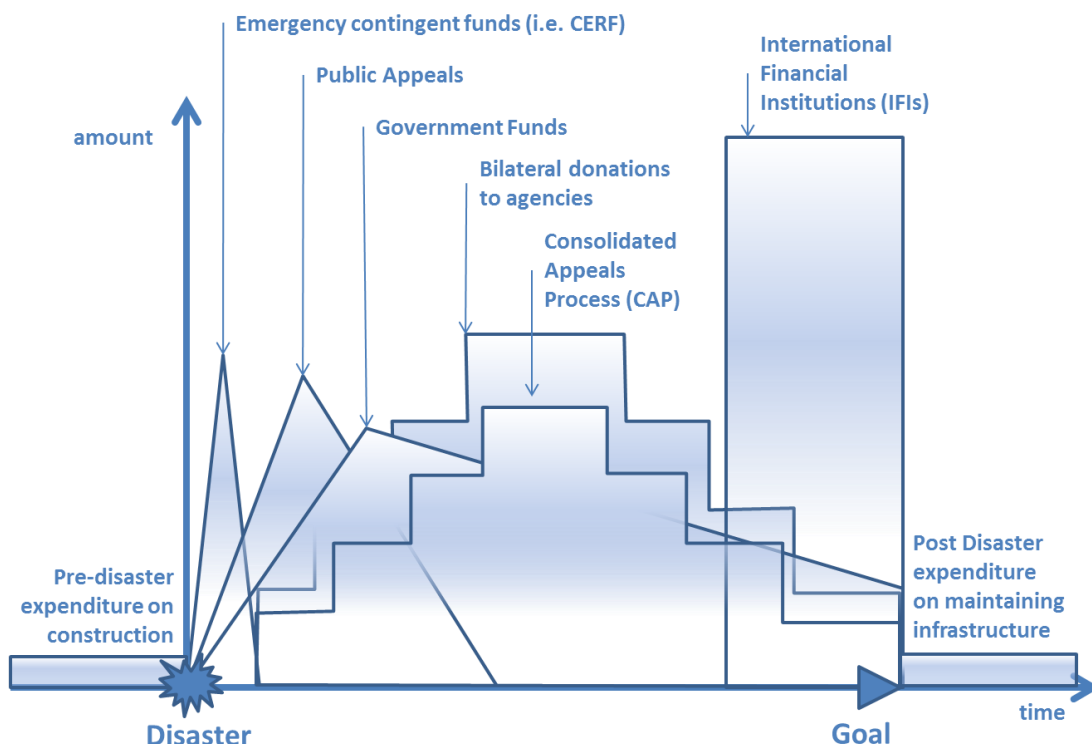 Emergency contingent funds (i.e. CERF)
Public Appeals
Government Funds
Bilateral donations
to agencies
Consolidated
Appeals
Process (CAP)
International
Financial
Institutions (IFIs)
amount
Pre-disaster
expenditure on
construction
Post Disaster
expenditure
on maintaining
infrastructure
time
Disaster
Goal